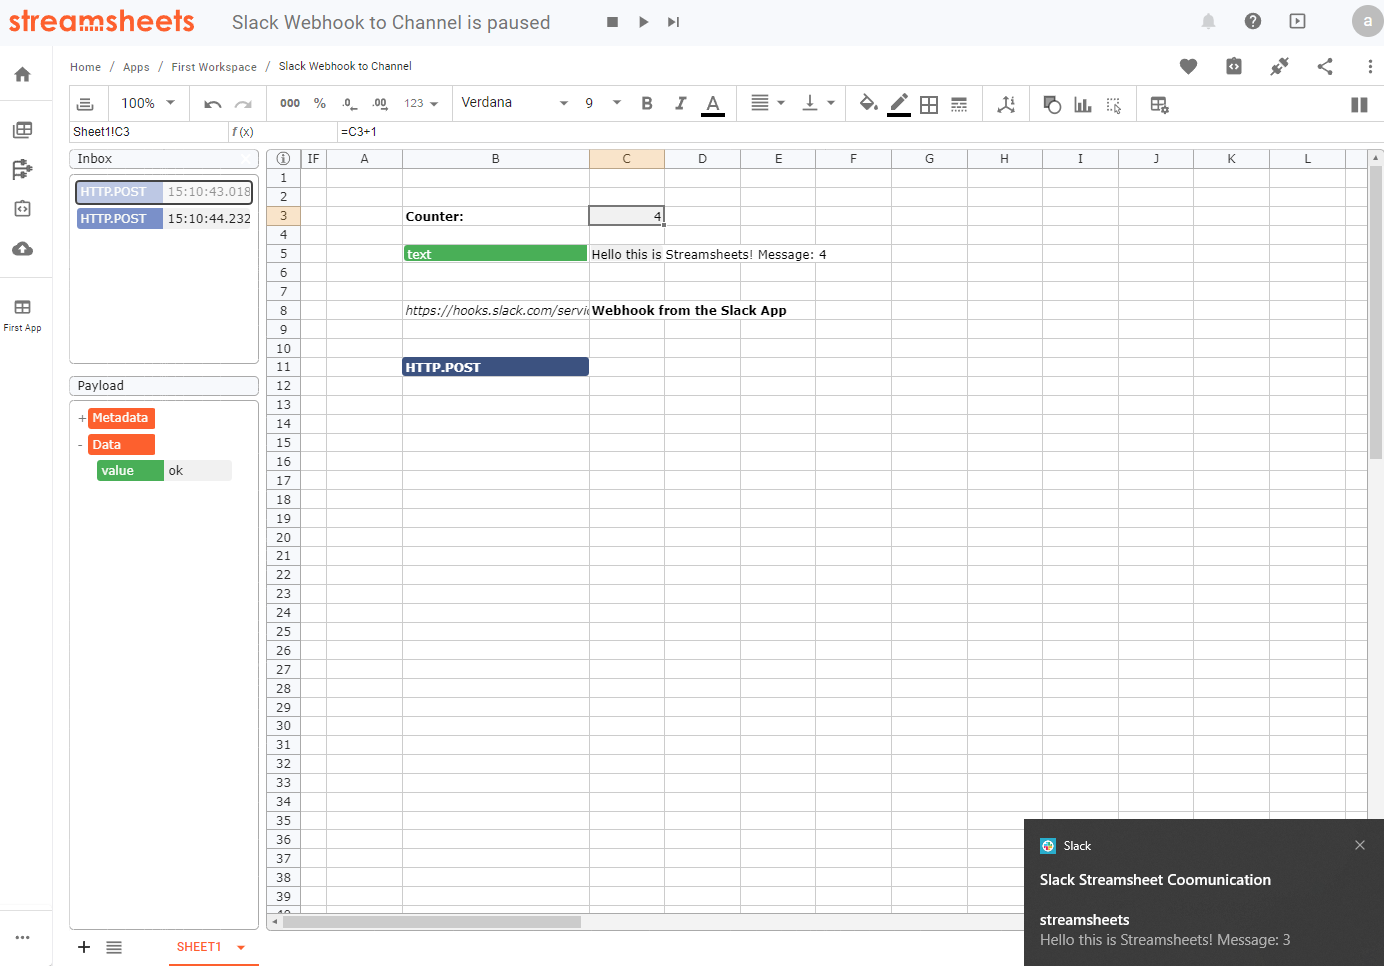 streamsheets
Slack Webhook to Channel is paused
a
Home / Apps / First Workspace / Slack Webhook to Channel
100%
000 % .0 .00 123
Verdana 9 B I A
Sheet1!C3 f(x) =C3+1
Inbox
HTTP.POST 15:10:43.018
HTTP.POST 15:10:44.232
First App
Payload
+ Metadata
- Data
value ok
IF A B C D E F G H I J K L
1
2
3 Counter: 4
4
5 text Hello this is Streamsheets! Message: 4
6
7
8 https://hooks.slack.com/servi Webhook from the Slack App
9
10
11 HTTP.POST
12
13
14
15
16
17
18
19
20
21
22
23
24
25
26
27
28
29
30
31
32
33
34
35
36
37
38
39
40
SHEET1
Slack
Slack Streamsheet Coomunication
streamsheets
Hello this is Streamsheets! Message: 3